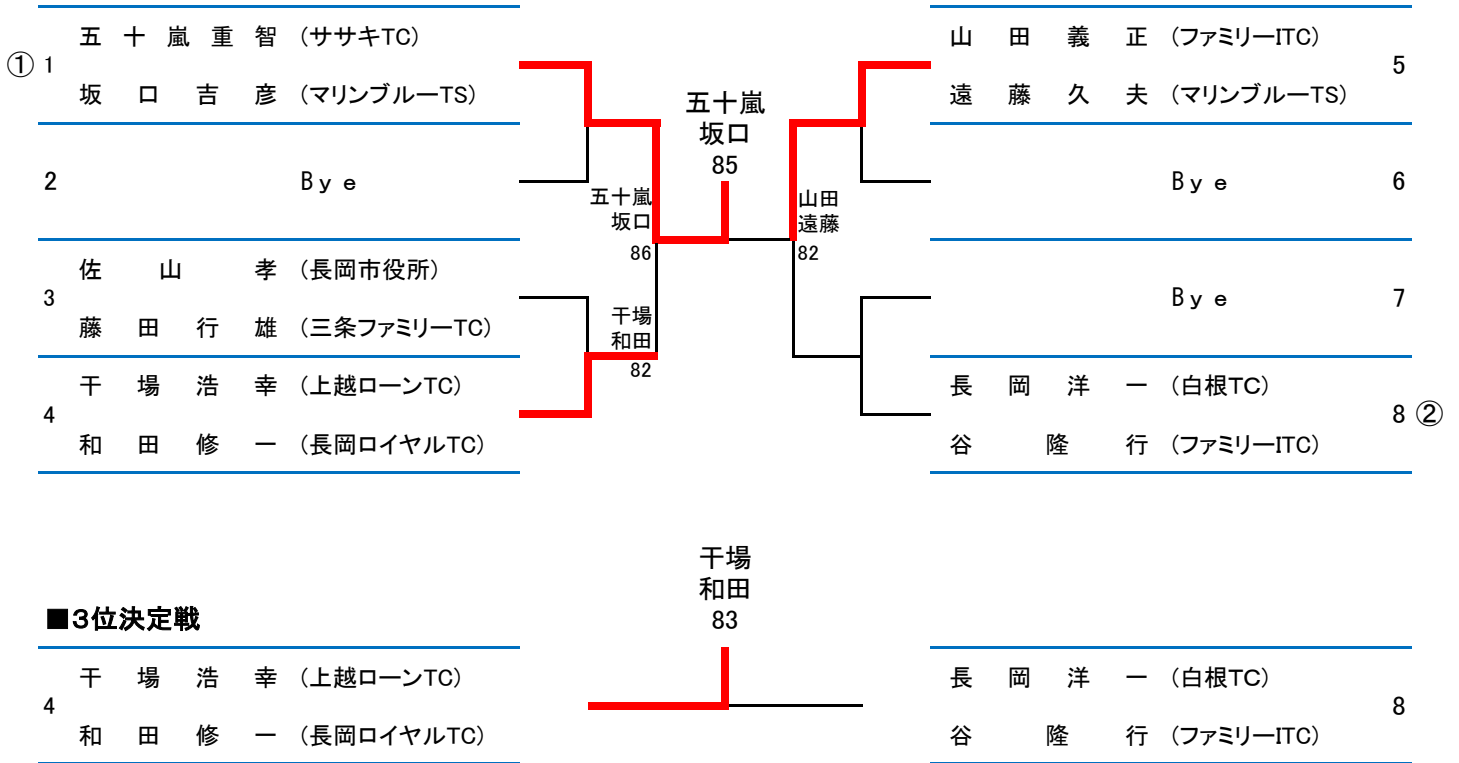 五十嵐重智 (ササキTC)
① 1
坂口吉彦 (マリンブルーTS)
2 Bye
佐山 孝 (長岡市役所)
3
藤田行雄 (三条ファミリーTC)
干場浩幸 (上越ローンTC)
4
和田修一 (長岡ロイヤルTC)
五十嵐
坂口
86
干場
和田
82
五十嵐
坂口
85
山田
遠藤
82
山田義正 (ファミリーITC)
5
遠藤久夫 (マリンブルーTS)
Bye 6
Bye 7
長岡洋一 (白根TC)
8 ②
谷 隆行 (ファミリーITC)
■3位決定戦
干場
和田
83
干場浩幸 (上越ローンTC)
4
和田修一 (長岡ロイヤルTC)
長岡洋一 (白根TC)
8
谷 隆行 (ファミリーITC)